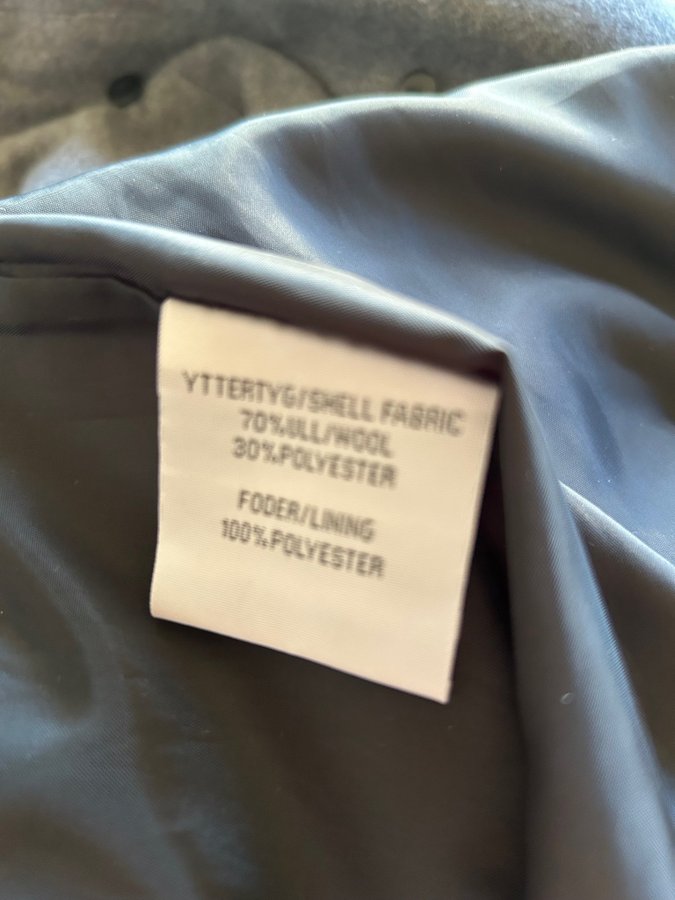 YTTERTYG/SHELL FABRIC
70%ULL/WOOL
30%POLYESTER
FODER/LINING
100%POLYESTER